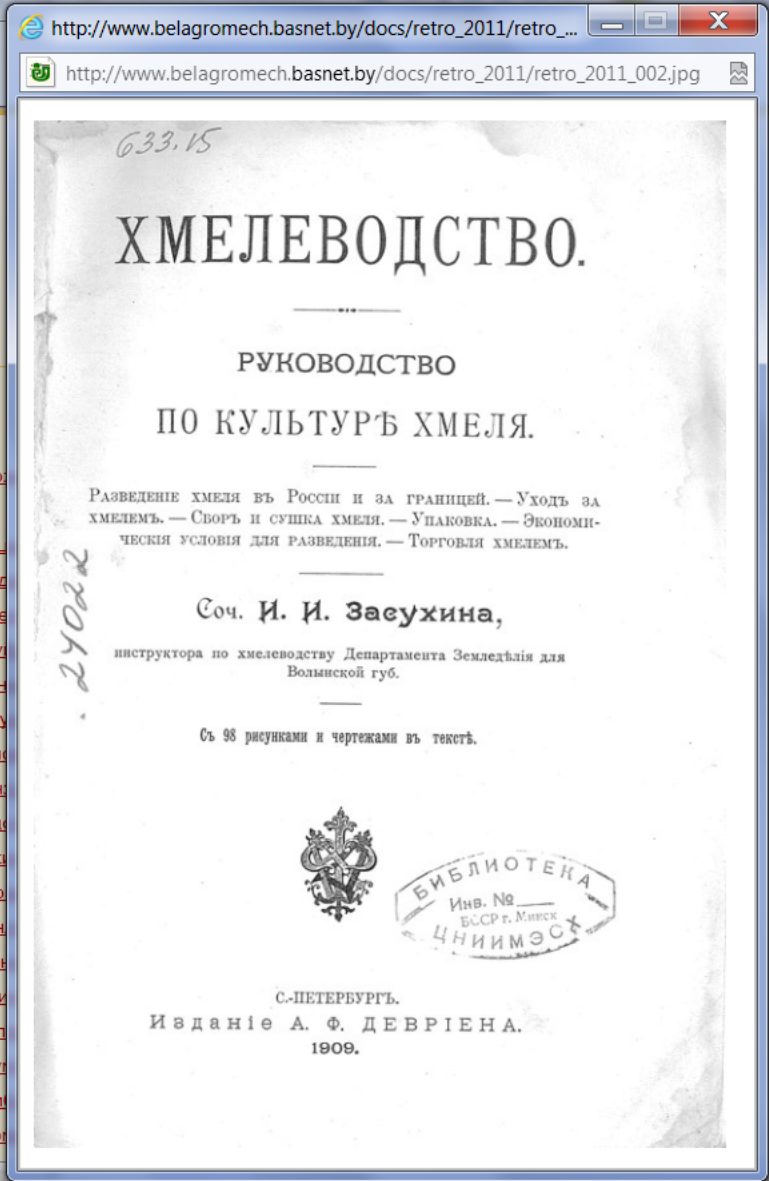 http://www.belagromech.basnet.by/docs/retro_2011/retro_...
http://www.belagromech.basnet.by/docs/retro_2011/retro_2011_002.jpg
633.15
ХМЕЛЕВОДСТВО.
РУКОВОДСТВО
ПО КУЛЬТУРѢ ХМЕЛЯ.
Разведеніе хмеля въ Россіи и за границей. — Уходъ за
хмелемъ. — Сборъ и сушка хмеля. — Упаковка. — Экономи-
ческія условія для разведенія. — Торговля хмелемъ.
24022
Соч. И. И. Засухина,
инструктора по хмелеводству Департамента Земледѣлія для
Волынской губ.
Съ 98 рисунками и чертежами въ текстѣ.
БИБЛИОТЕКА
Инв. №
БССР г. Минск
ЦНИИМЭСХ
С.-ПЕТЕРБУРГЪ.
Изданіе А. Ф. ДЕВРІЕНА.
1909.